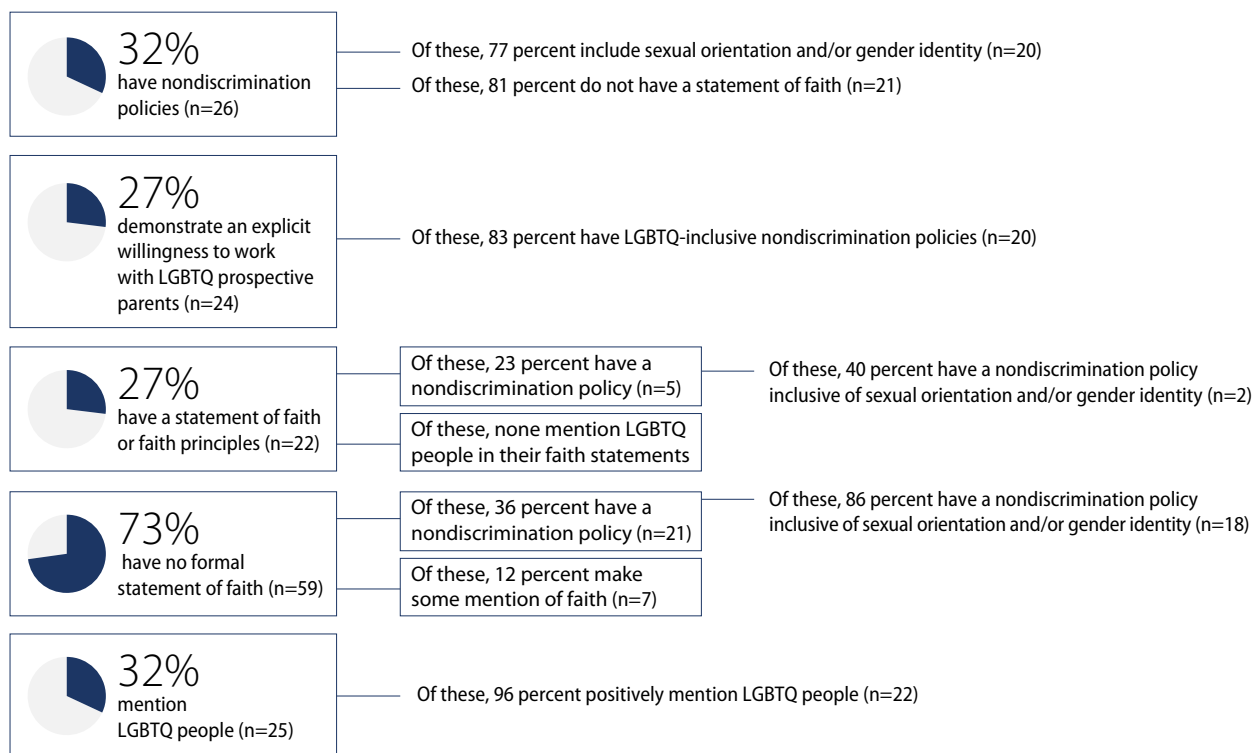 32%
have nondiscrimination
policies (n=26)
Of these, 77 percent include sexual orientation and/or gender identity (n=20)
Of these, 81 percent do not have a statement of faith (n=21)
27%
demonstrate an explicit
willingness to work
with LGBTQ prospective
parents (n=24)
Of these, 83 percent have LGBTQ-inclusive nondiscrimination policies (n=20)
27%
have a statement of faith
or faith principles (n=22)
Of these, 23 percent have a
nondiscrimination policy (n=5)
Of these, 40 percent have a nondiscrimination policy
inclusive of sexual orientation and/or gender identity (n=2)
Of these, none mention LGBTQ
people in their faith statements
73%
have no formal
statement of faith (n=59)
Of these, 36 percent have a
nondiscrimination policy (n=21)
Of these, 86 percent have a nondiscrimination policy
inclusive of sexual orientation and/or gender identity (n=18)
Of these, 12 percent make
some mention of faith (n=7)
32%
mention
LGBTQ people (n=25)
Of these, 96 percent positively mention LGBTQ people (n=22)